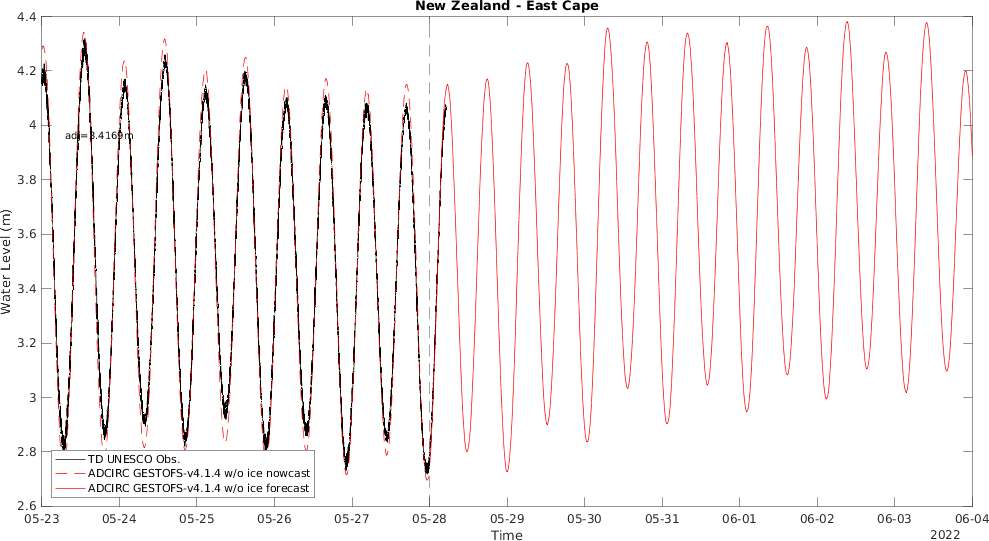 New Zealand - East Cape
4.4
4.2
4
3.8
3.6
3.4
3.2
3
2.8
2.6
Water Level (m)
adj=3.4169m
TD UNESCO Obs.
ADCIRC GESTOFS-v4.1.4 w/o ice nowcast
ADCIRC GESTOFS-v4.1.4 w/o ice forecast
05-23 05-24 05-25 05-26 05-27 05-28 05-29 05-30 05-31 06-01 06-02 06-03 06-04
Time
2022